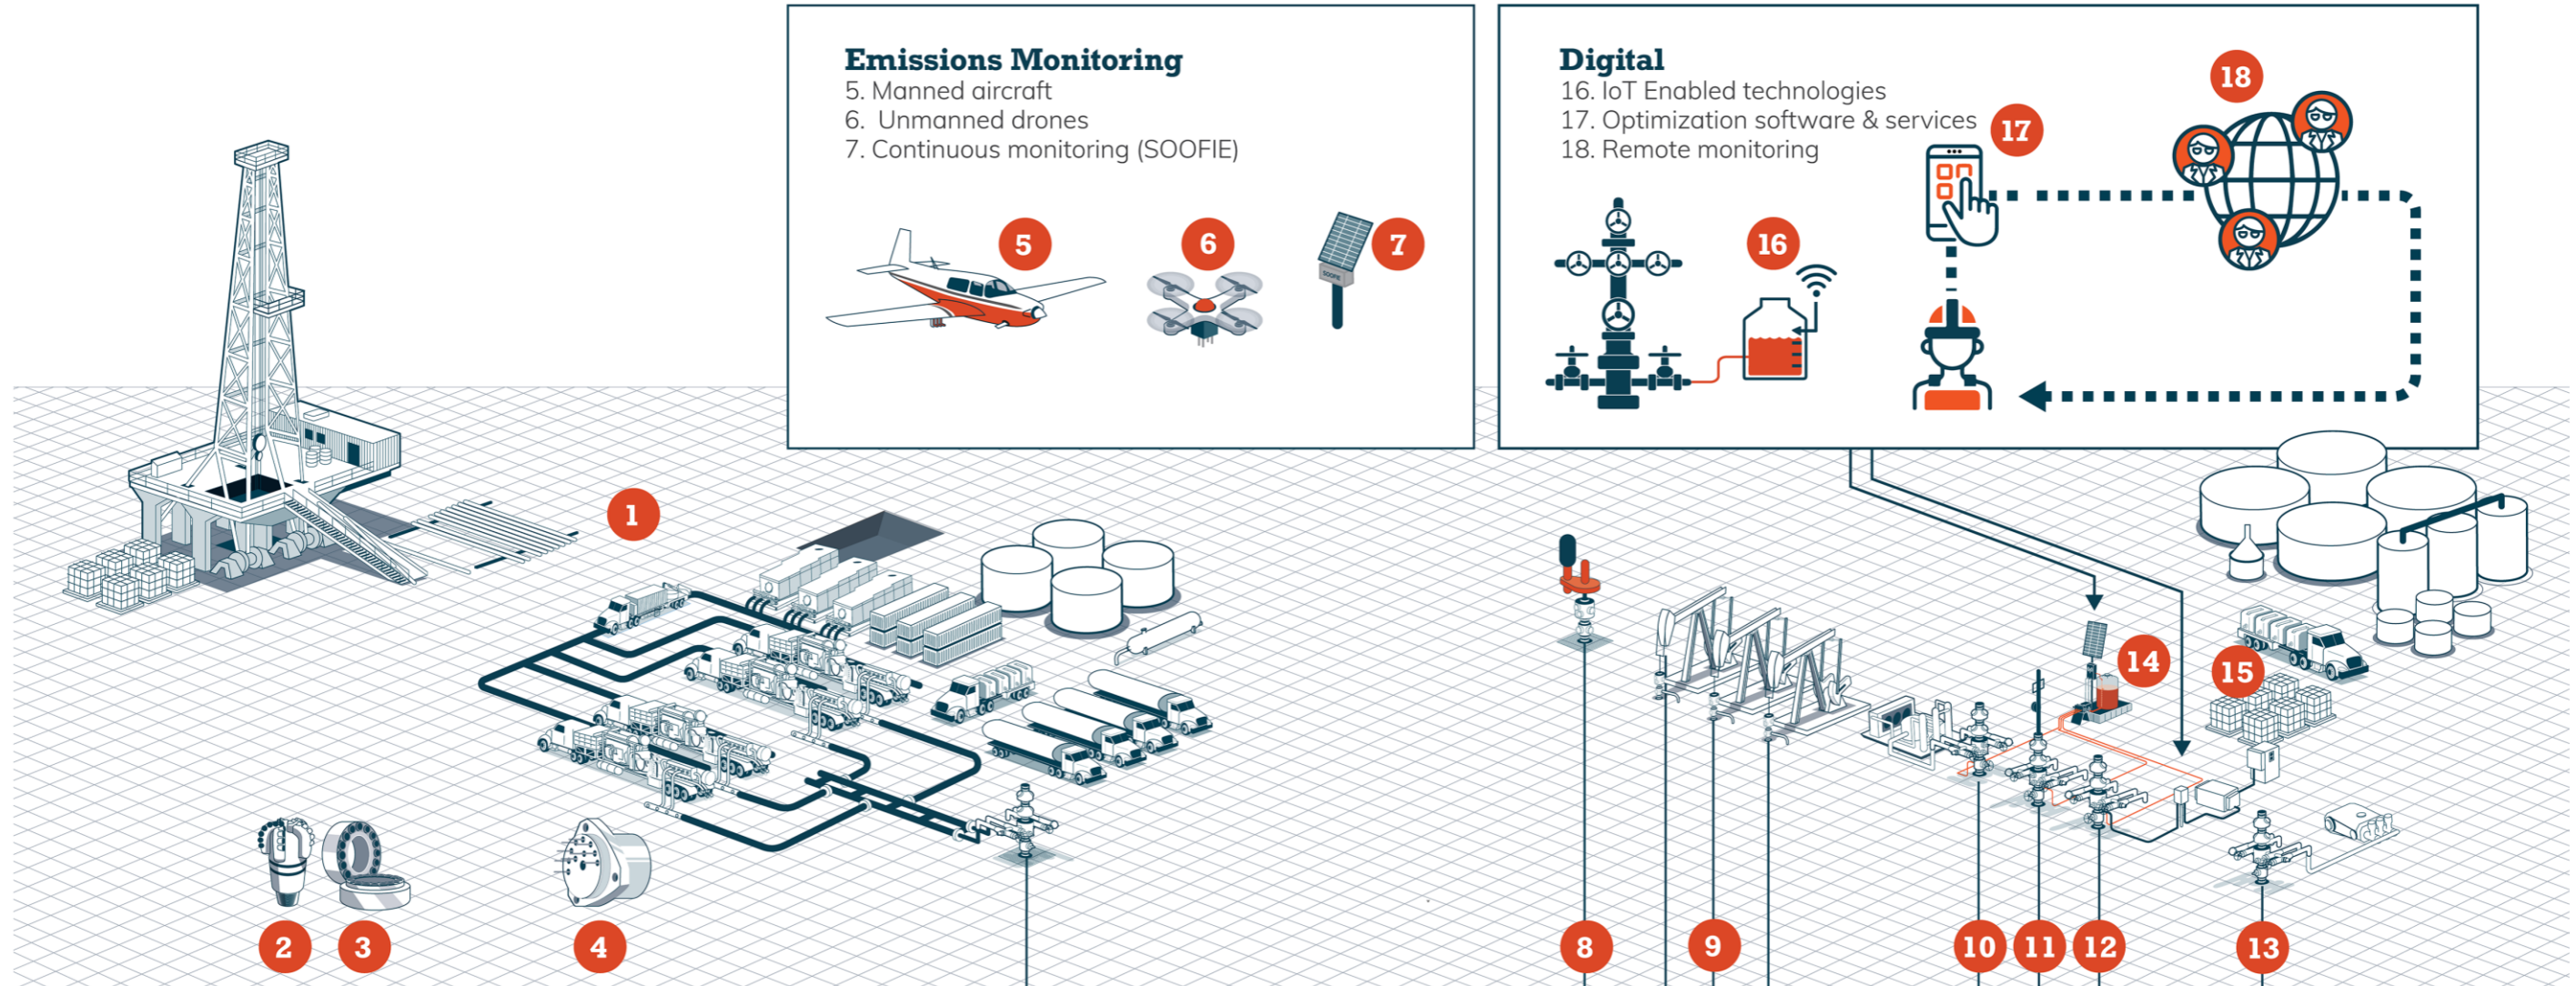 Emissions Monitoring
5. Manned aircraft
6. Unmanned drones
7. Continuous monitoring (SOOFIE)
5
6
7
SOOFIE
Digital
16. IoT Enabled technologies
17. Optimization software & services
18. Remote monitoring
16
17
18
1
2
3
4
8
9
10
11
12
13
14
15